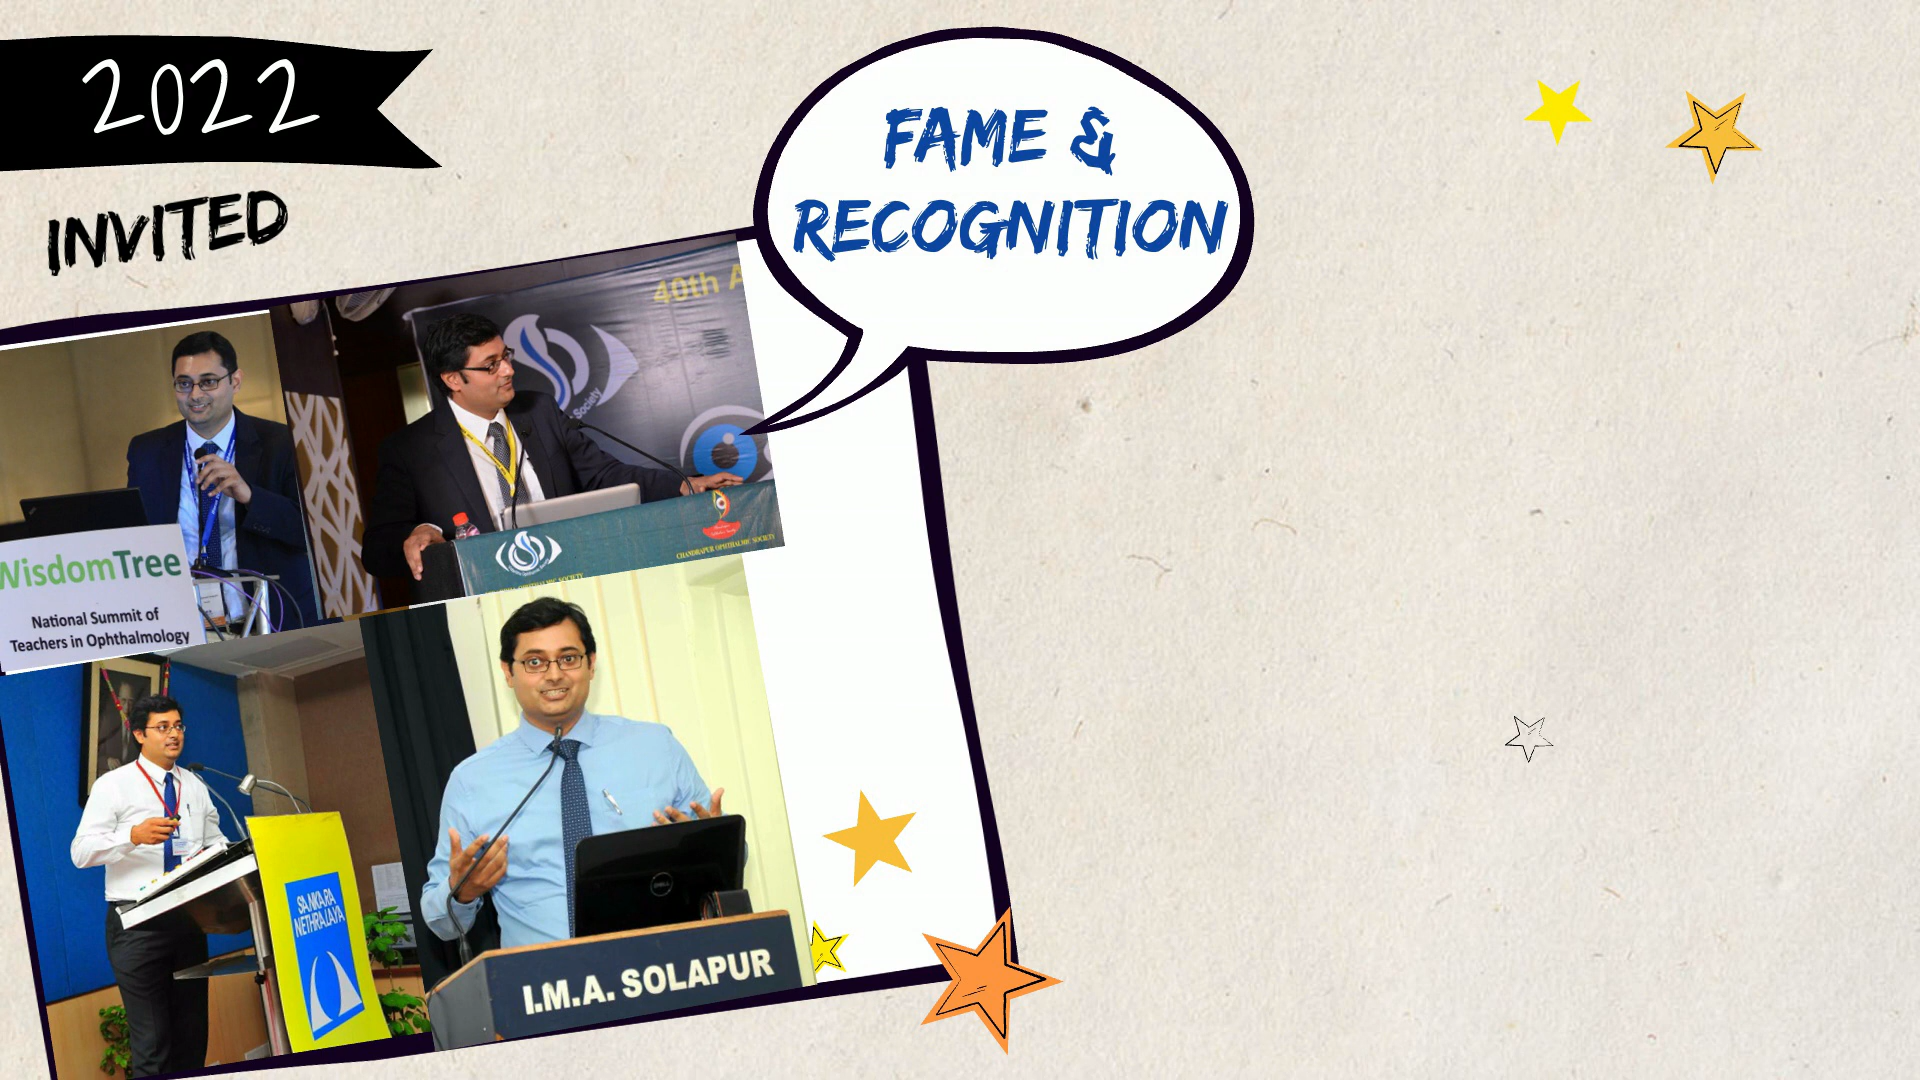 2022
INVITED
FAME &
RECOGNITION
40th A
Society
WisdomTree
National Summit of
Teachers in Ophthalmology
CHANDRAPUR OPHTHALMIC SOCIETY
SANKARA
NETHRALAYA
DELL
I.M.A. SOLAPUR